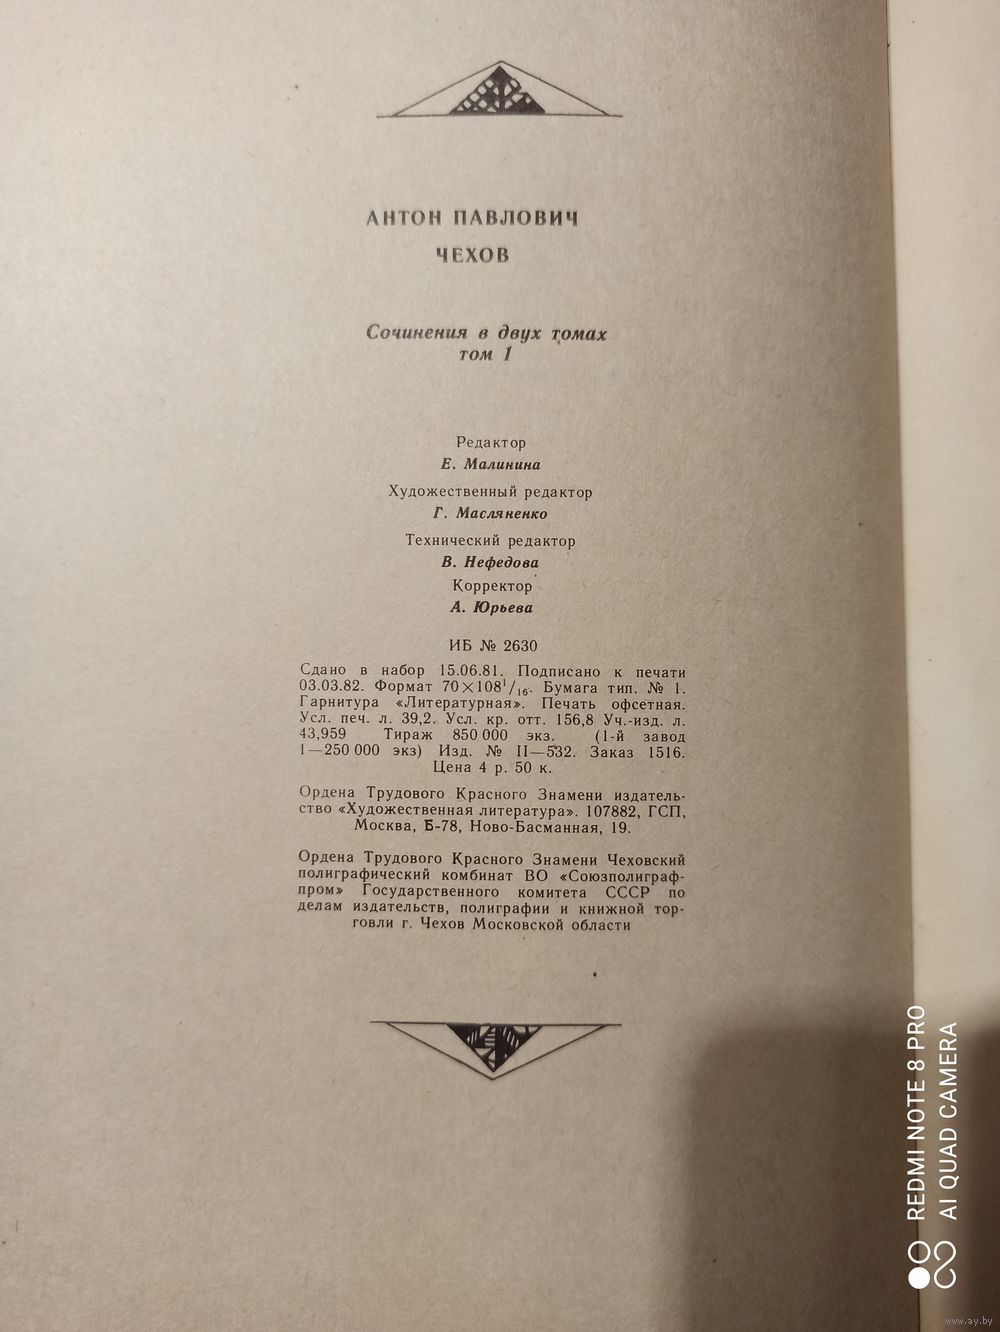 АНТОН ПАВЛОВИЧ
ЧЕХОВ
Сочинения в двух томах
том 1
Редактор
Е. Малинина
Художественный редактор
Г. Масляненко
Технический редактор
В. Нефедова
Корректор
А. Юрьева
ИБ № 2630
Сдано в набор 15.06.81. Подписано к печати
03.03.82. Формат 70×108¹/₁₆. Бумага тип. № 1.
Гарнитура «Литературная». Печать офсетная.
Усл. печ. л. 39,2. Усл. кр. отт. 156,8 Уч.-изд. л.
43,959 Тираж 850 000 экз. (1-й завод
1—250 000 экз) Изд. № II—532. Заказ 1516.
Цена 4 р. 50 к.
Ордена Трудового Красного Знамени издатель-
ство «Художественная литература». 107882, ГСП,
Москва, Б-78, Ново-Басманная, 19.
Ордена Трудового Красного Знамени Чеховский
полиграфический комбинат ВО «Союзполиграф-
пром» Государственного комитета СССР по
делам издательств, полиграфии и книжной тор-
говли г. Чехов Московской области
REDMI NOTE 8 PRO
AI QUAD CAMERA
www.ay.by